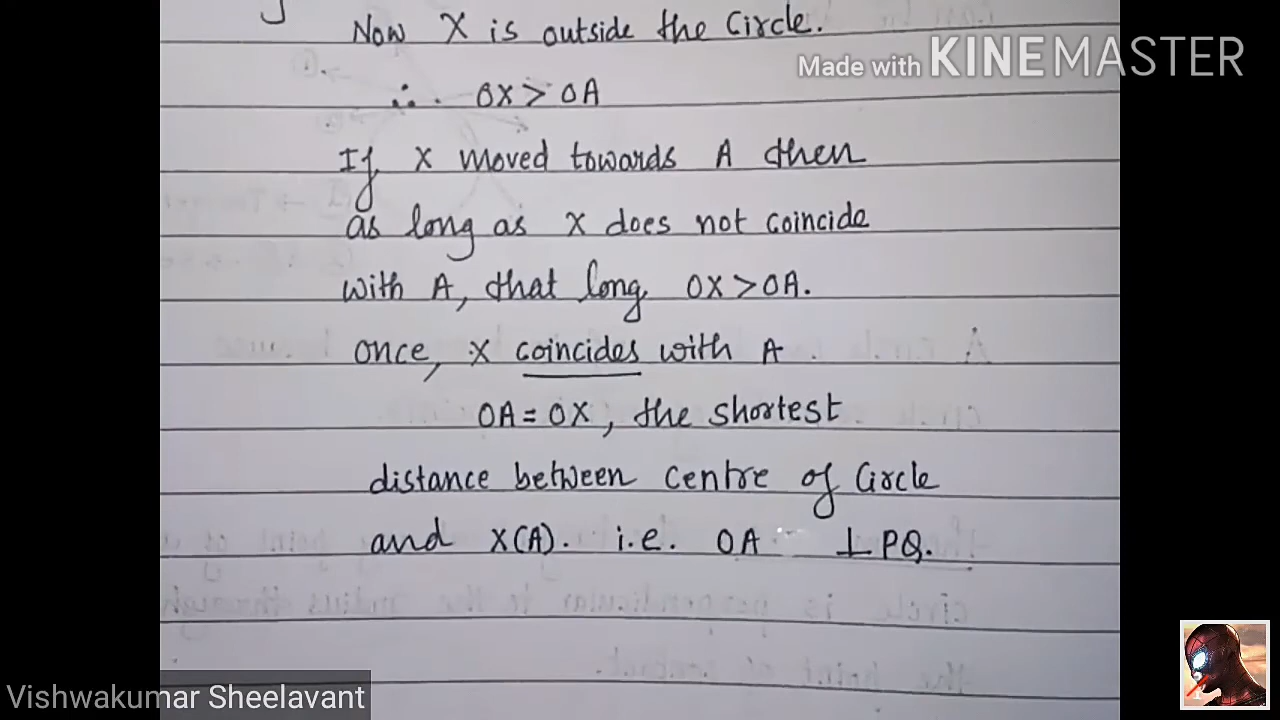 Now X is outside the Circle.
Made with KINEMASTER
∴ OX > OA
If X moved towards A then
as long as X does not coincide
with A, that long OX > OA.
once, X coincides with A
OA = OX, the shortest
distance between centre of Circle
and X(A). i.e. OA ⊥ PQ.
Vishwakumar Sheelavant